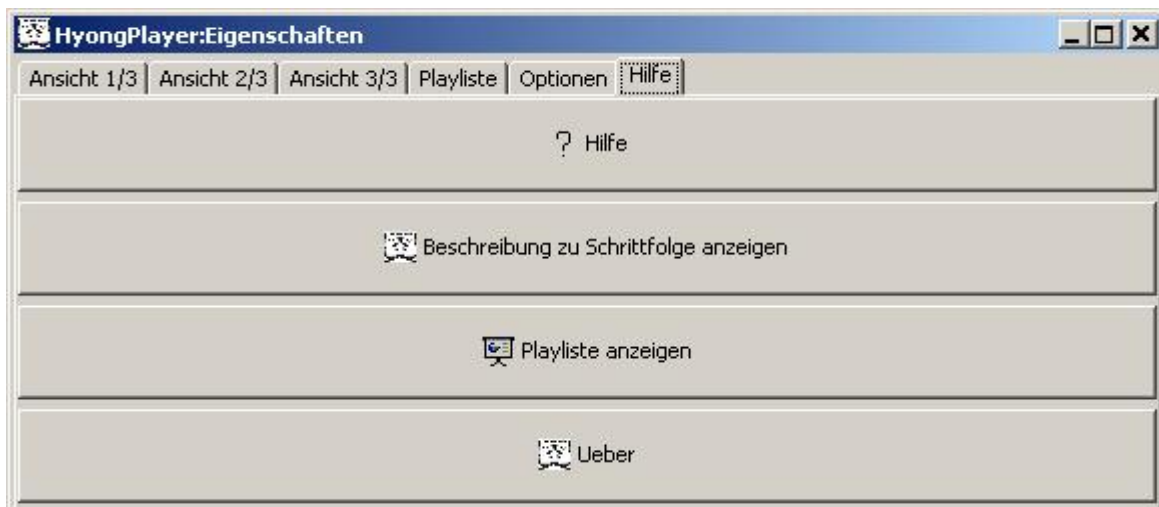 HyongPlayer:Eigenschaften
Ansicht 1/3 Ansicht 2/3 Ansicht 3/3 Playliste Optionen Hilfe
? Hilfe
Beschreibung zu Schrittfolge anzeigen
Playliste anzeigen
Ueber